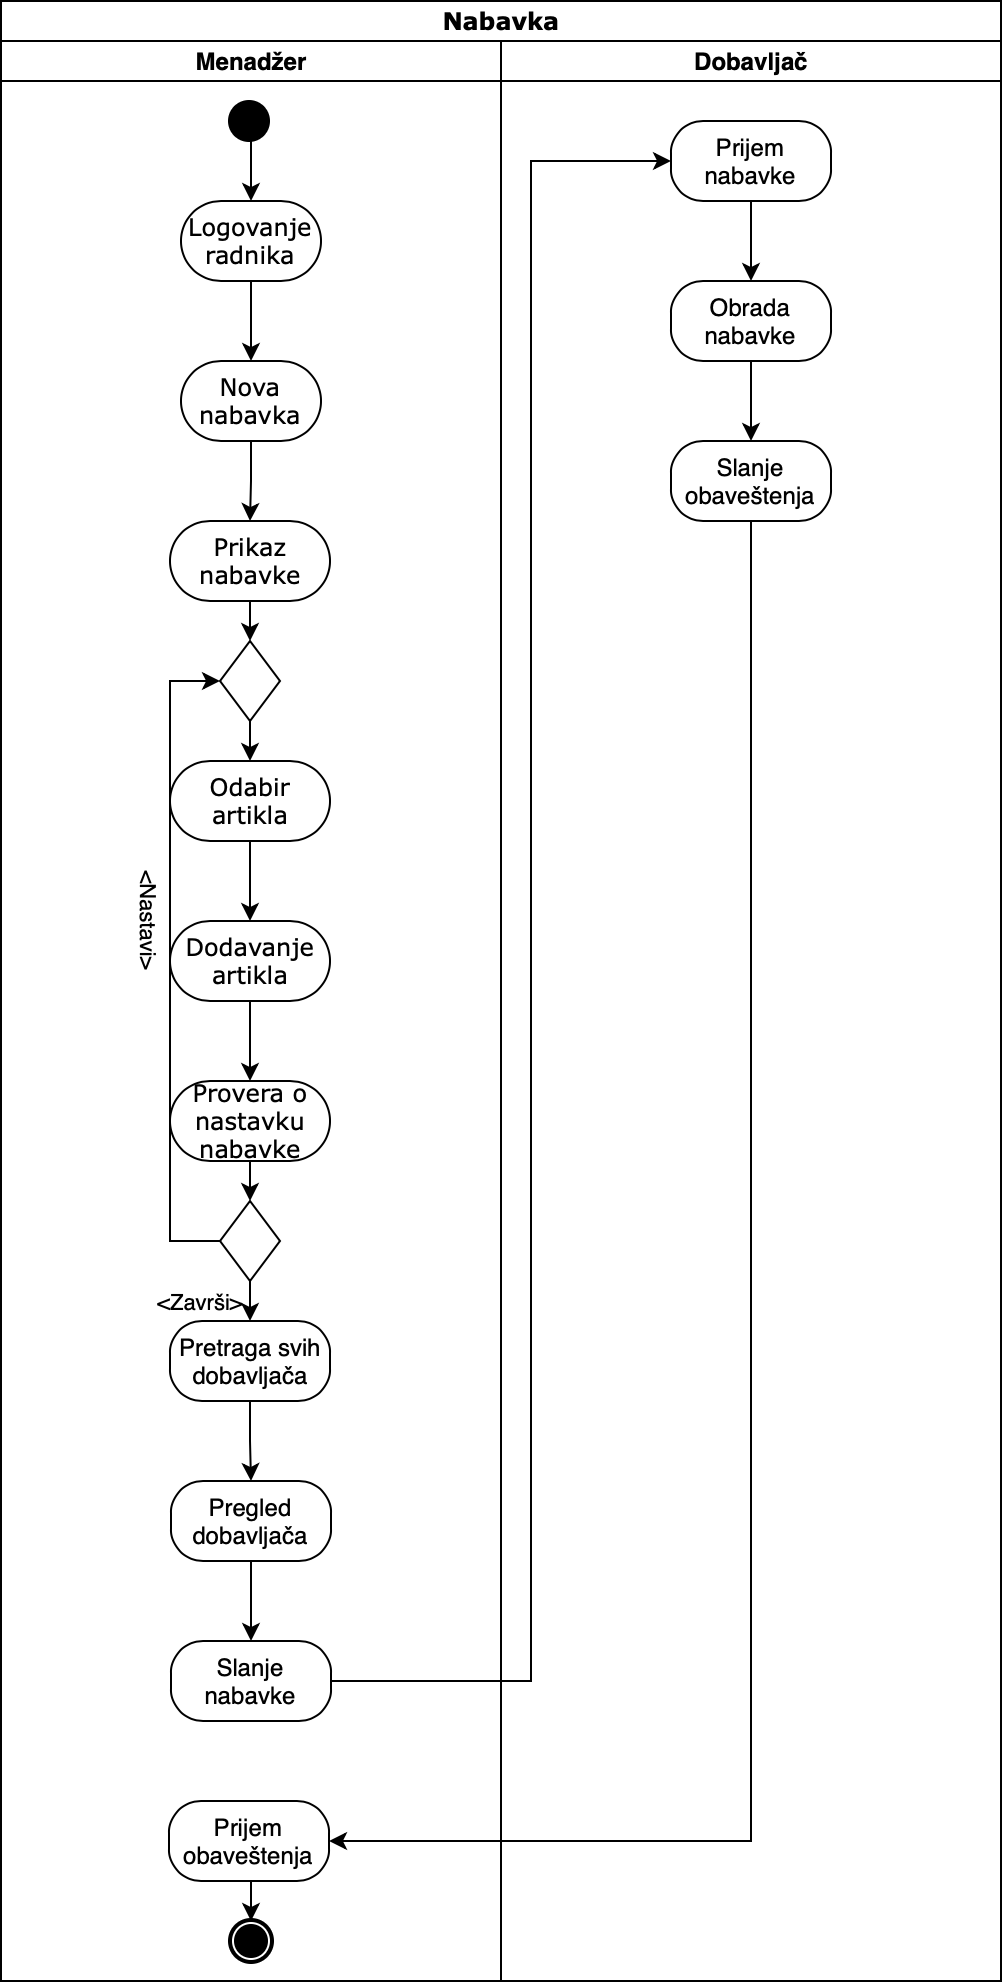 Nabavka
Menadžer
Dobavljač
Logovanje
radnika
Nova
nabavka
Prikaz
nabavke
Odabir
artikla
<Nastavi>
Dodavanje
artikla
Provera o
nastavku
nabavke
<Završi>
Pretraga svih
dobavljača
Pregled
dobavljača
Slanje
nabavke
Prijem
nabavke
Obrada
nabavke
Slanje
obaveštenja
Prijem
obaveštenja